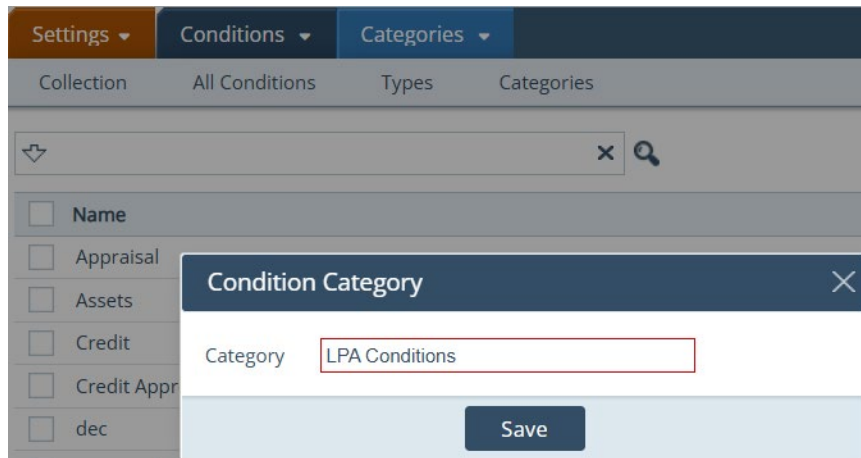 Settings Conditions Categories
Collection All Conditions Types Categories
Name
Appraisal
Assets
Credit
Credit Appr
dec
Condition Category
Category LPA Conditions
Save